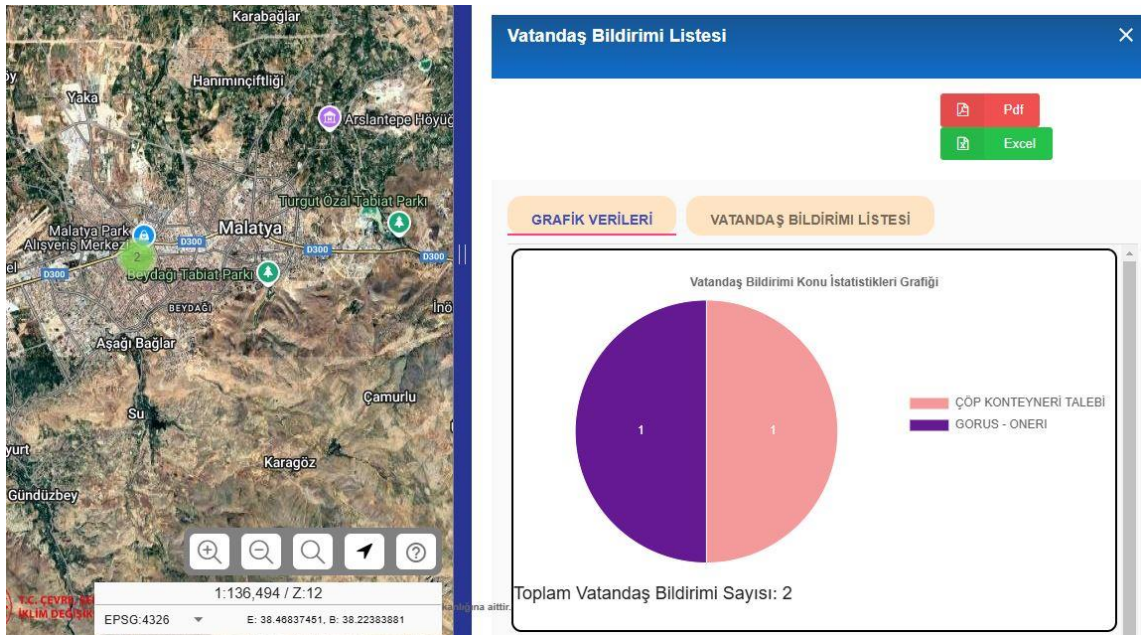 Karabağlar
Hanımınçiftliği
Yaka
Arslantepe Höyüğ
Turgut Özal Tabiat Parkı
Malatya Park
Alışveriş Merkezi
Malatya
D300
D300
D300
D300
2
Beydağı Tabiat Parkı
BEYDAĞI
İnö
Aşağı Bağlar
Çamurlu
Su
Karagöz
yurt
Gündüzbey
1:136,494 / Z:12
EPSG:4326
E: 38.46837451, B: 38.22383881
T.C. ÇEVRE, ŞE
İKLİM DEĞİŞİK
na aittir.
Vatandaş Bildirimi Listesi
Pdf
Excel
GRAFİK VERİLERİ
VATANDAŞ BİLDİRİMİ LİSTESİ
Vatandaş Bildirimi Konu İstatistikleri Grafiği
1
1
ÇÖP KONTEYNERİ TALEBİ
GORUS - ONERI
Toplam Vatandaş Bildirimi Sayısı: 2